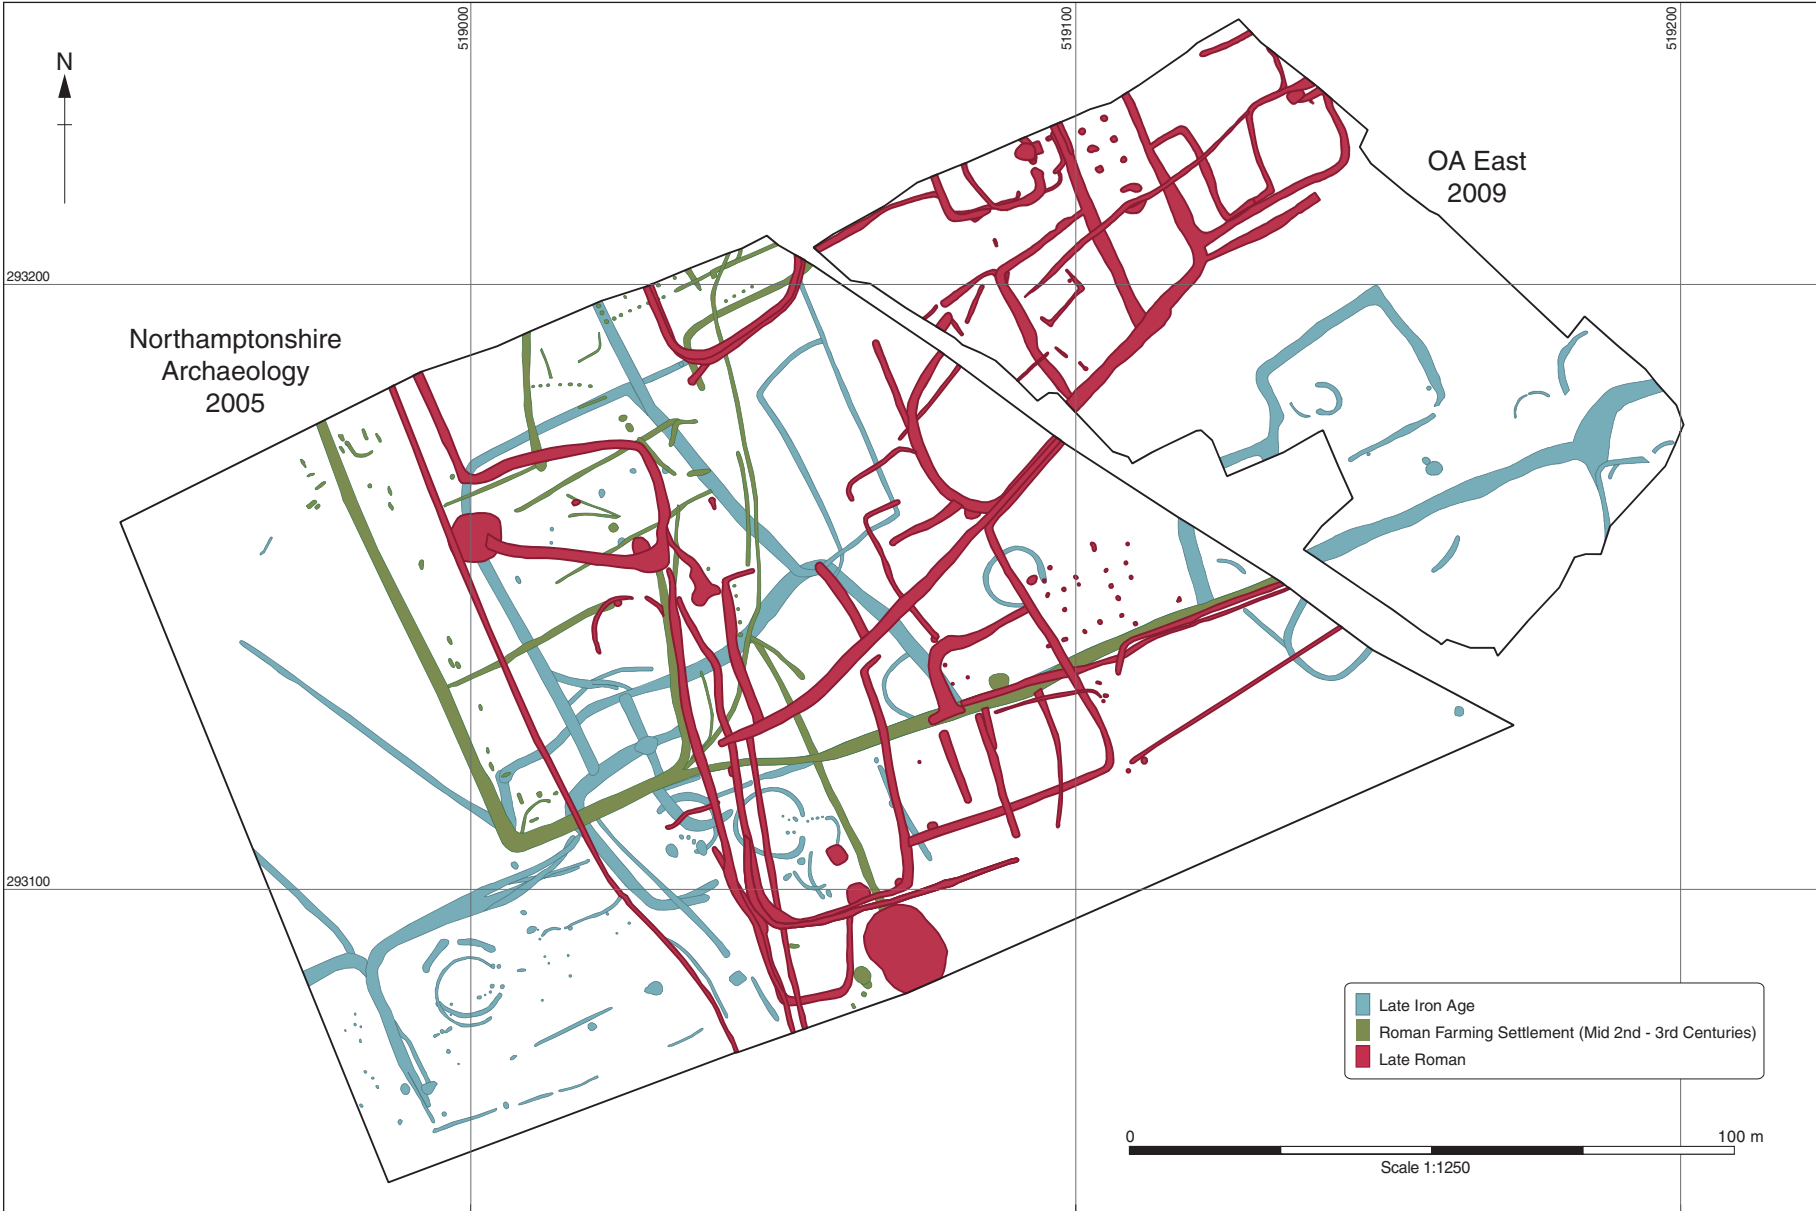 519000
519100
519200
N
OA East
2009
293200
Northamptonshire
Archaeology
2005
293100
Late Iron Age
Roman Farming Settlement (Mid 2nd - 3rd Centuries)
Late Roman
0
100 m
Scale 1:1250